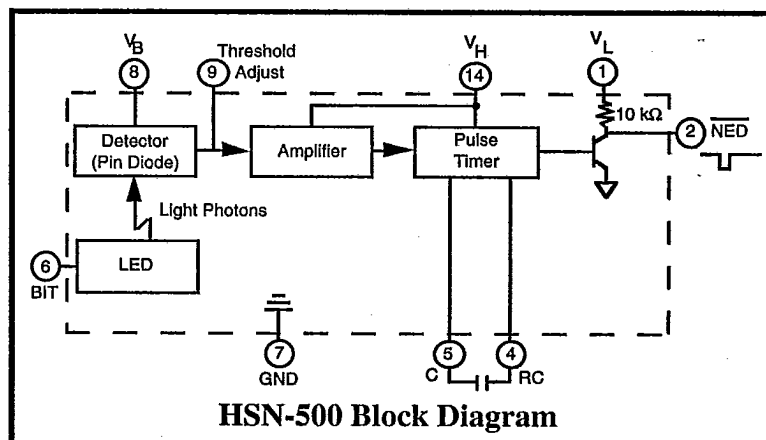 V_B
8
Threshold
Adjust
9
V_H
14
V_L
1
10 kΩ
2
NED
Detector
(Pin Diode)
Amplifier
Pulse
Timer
Light Photons
LED
6
BIT
7
GND
5
C
4
RC
HSN-500 Block Diagram